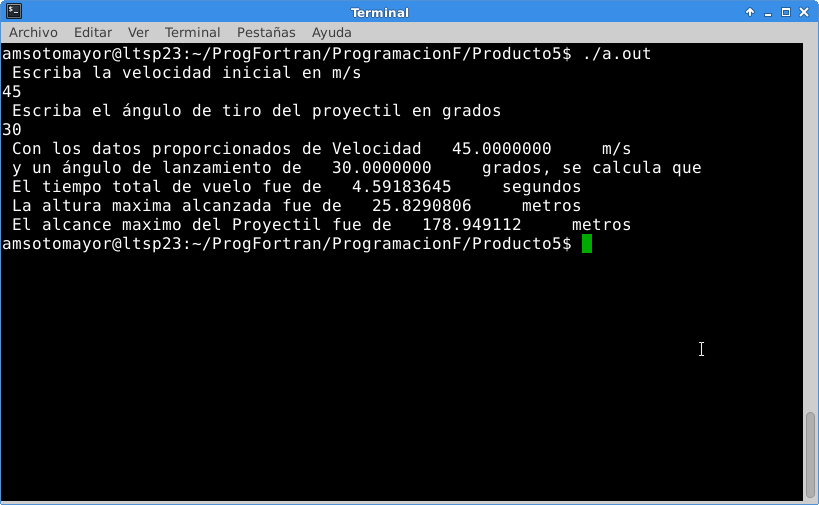 Terminal
Archivo Editar Ver Terminal Pestañas Ayuda
amsotomayor@ltsp23:~/ProgFortran/ProgramacionF/Producto5$ ./a.out
Escriba la velocidad inicial en m/s
45
Escriba el ángulo de tiro del proyectil en grados
30
Con los datos proporcionados de Velocidad   45.0000000     m/s
y un ángulo de lanzamiento de   30.0000000     grados, se calcula que
El tiempo total de vuelo fue de   4.59183645     segundos
La altura maxima alcanzada fue de   25.8290806     metros
El alcance maximo del Proyectil fue de   178.949112     metros
amsotomayor@ltsp23:~/ProgFortran/ProgramacionF/Producto5$